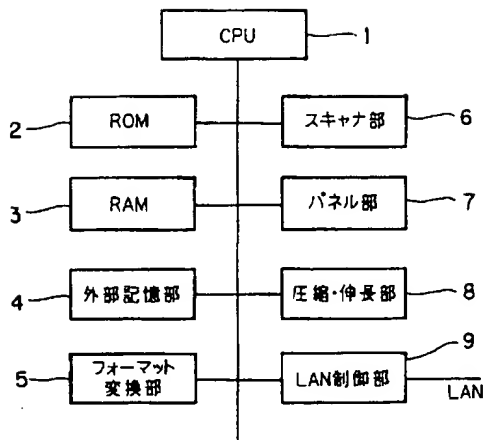 CPU
1
2
ROM
スキャナ部
6
3
RAM
パネル部
7
4
外部記憶部
圧縮・伸長部
8
5
フォーマット
変換部
LAN制御部
9
LAN